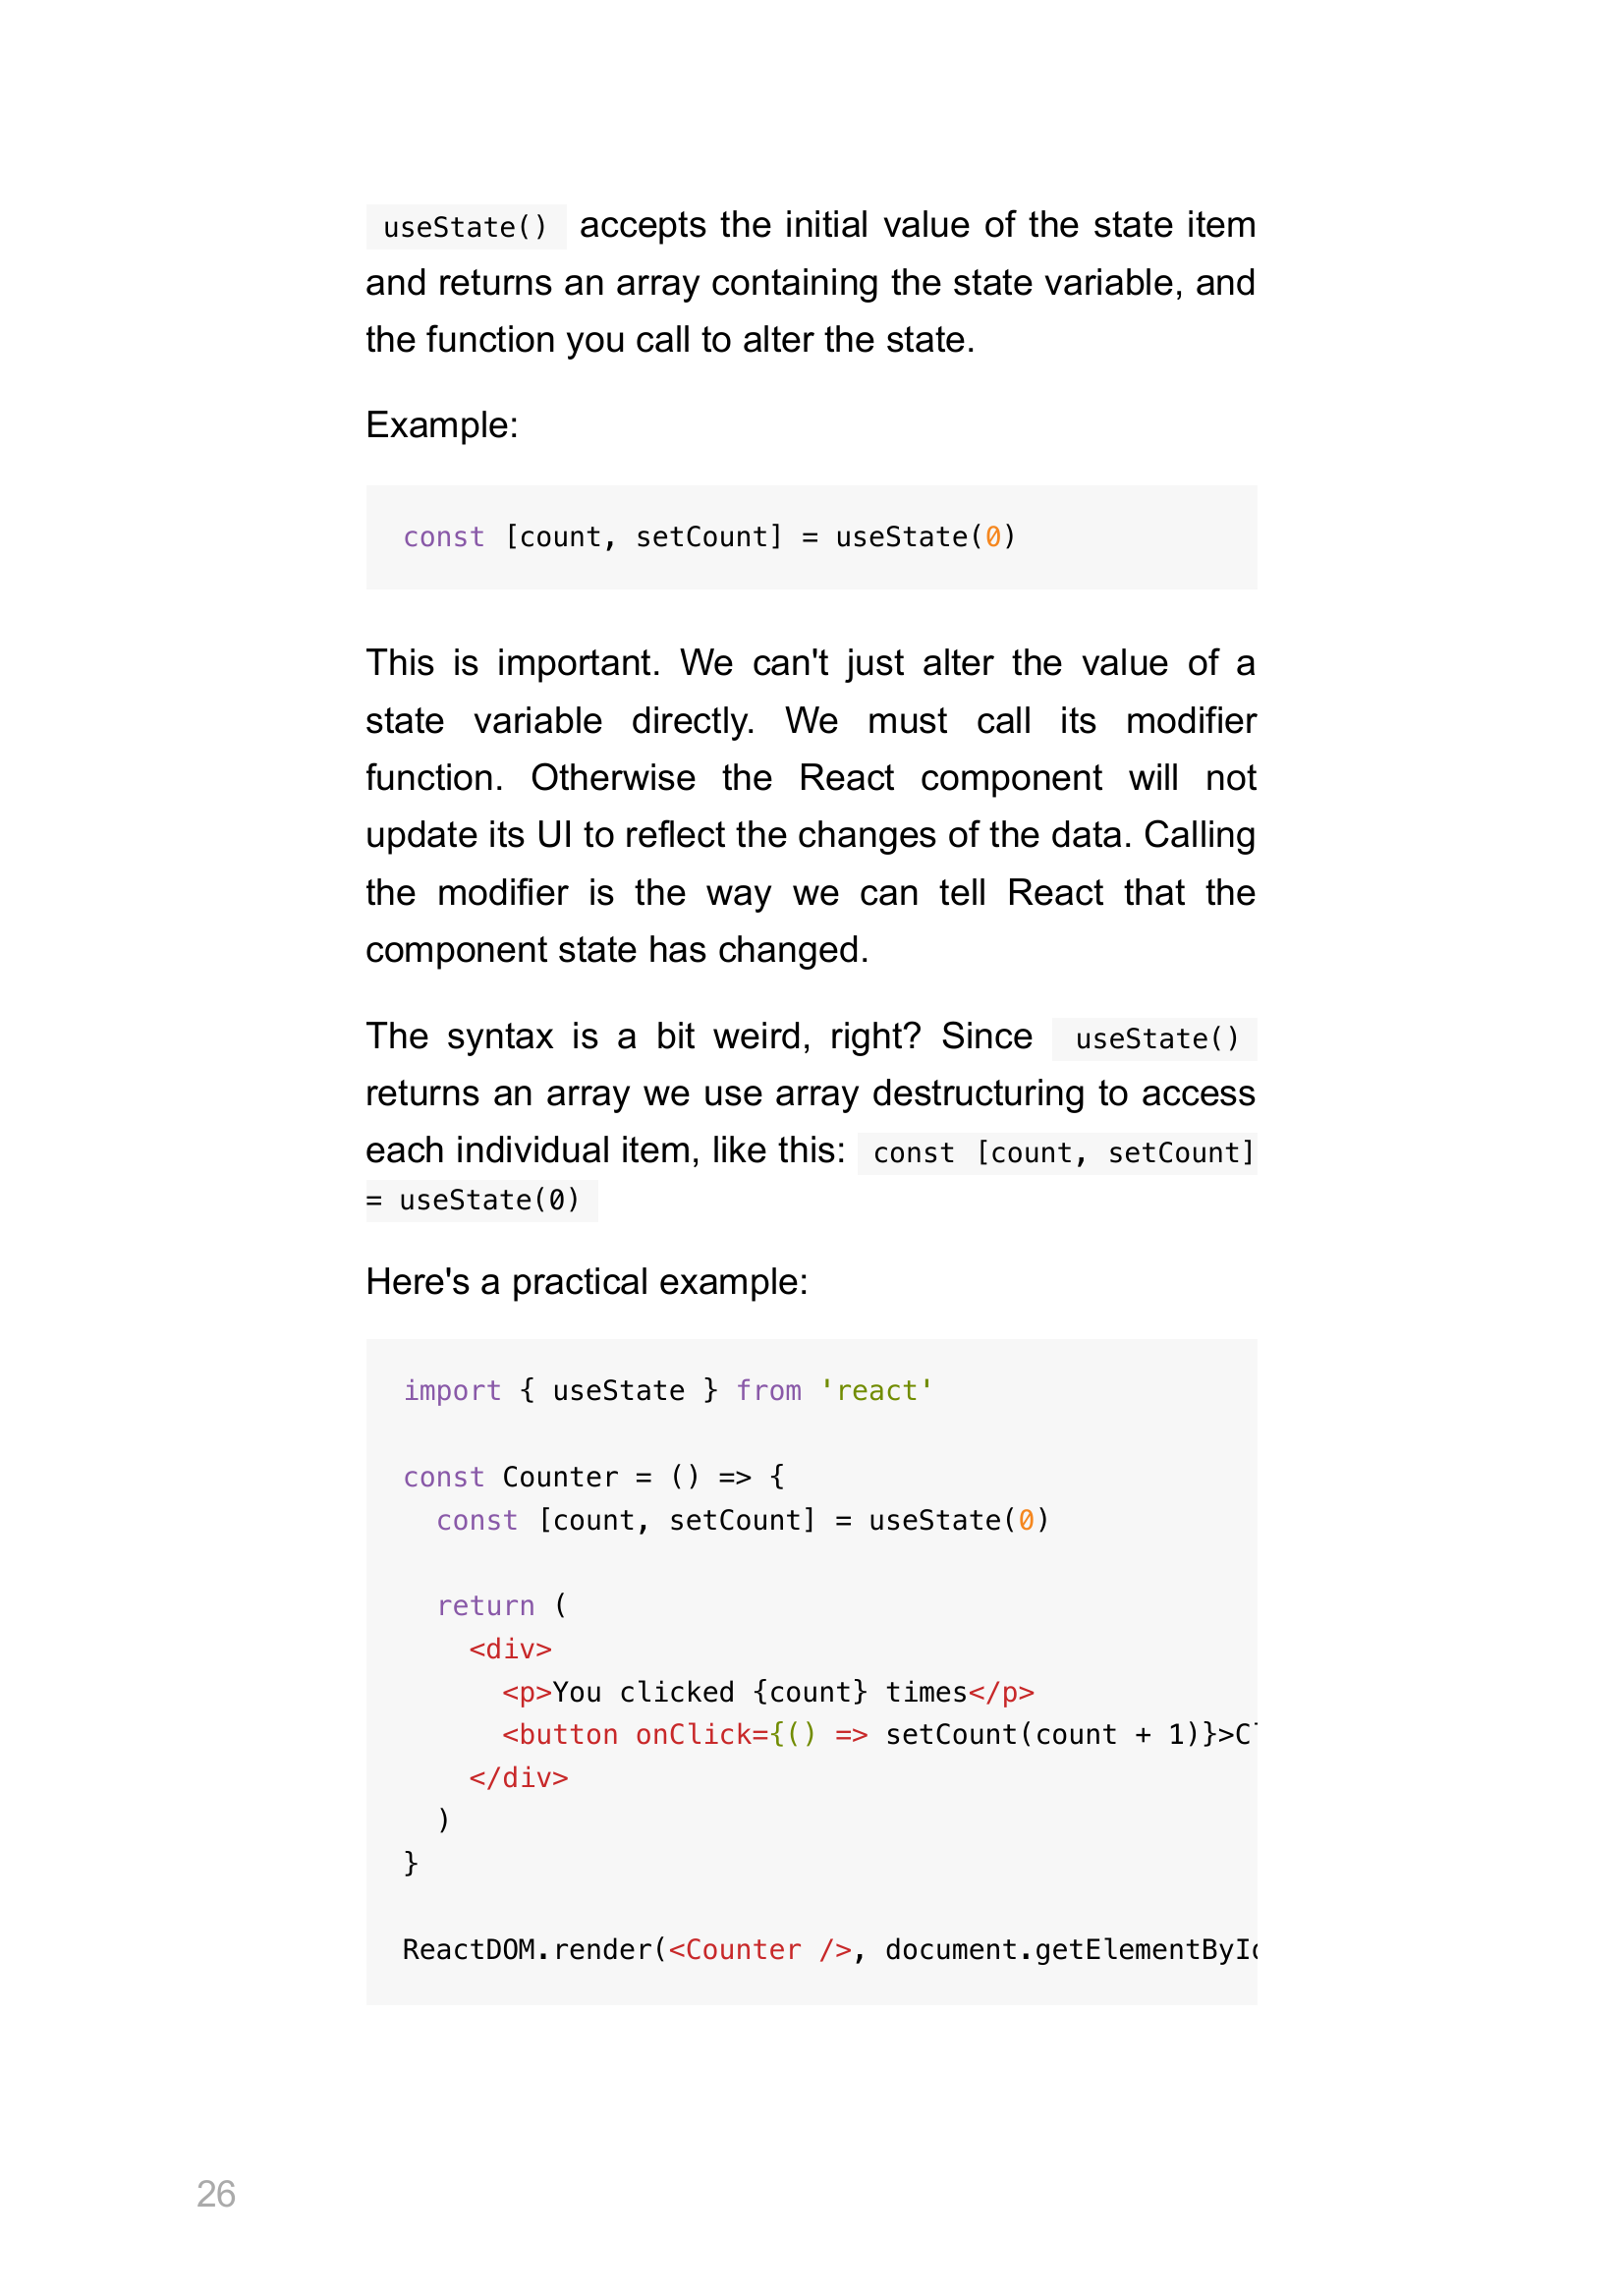 useState() accepts the initial value of the state item
and returns an array containing the state variable, and
the function you call to alter the state.
Example:
const [count, setCount] = useState(0)
This is important. We can't just alter the value of a
state variable directly. We must call its modifier
function. Otherwise the React component will not
update its UI to reflect the changes of the data. Calling
the modifier is the way we can tell React that the
component state has changed.
The syntax is a bit weird, right? Since useState()
returns an array we use array destructuring to access
each individual item, like this: const [count, setCount]
= useState(0)
Here's a practical example:
import { useState } from 'react'
const Counter = () => {
  const [count, setCount] = useState(0)
  return (
    <div>
      <p>You clicked {count} times</p>
      <button onClick={() => setCount(count + 1)}>Cl
    </div>
  )
}
ReactDOM.render(<Counter />, document.getElementById
26